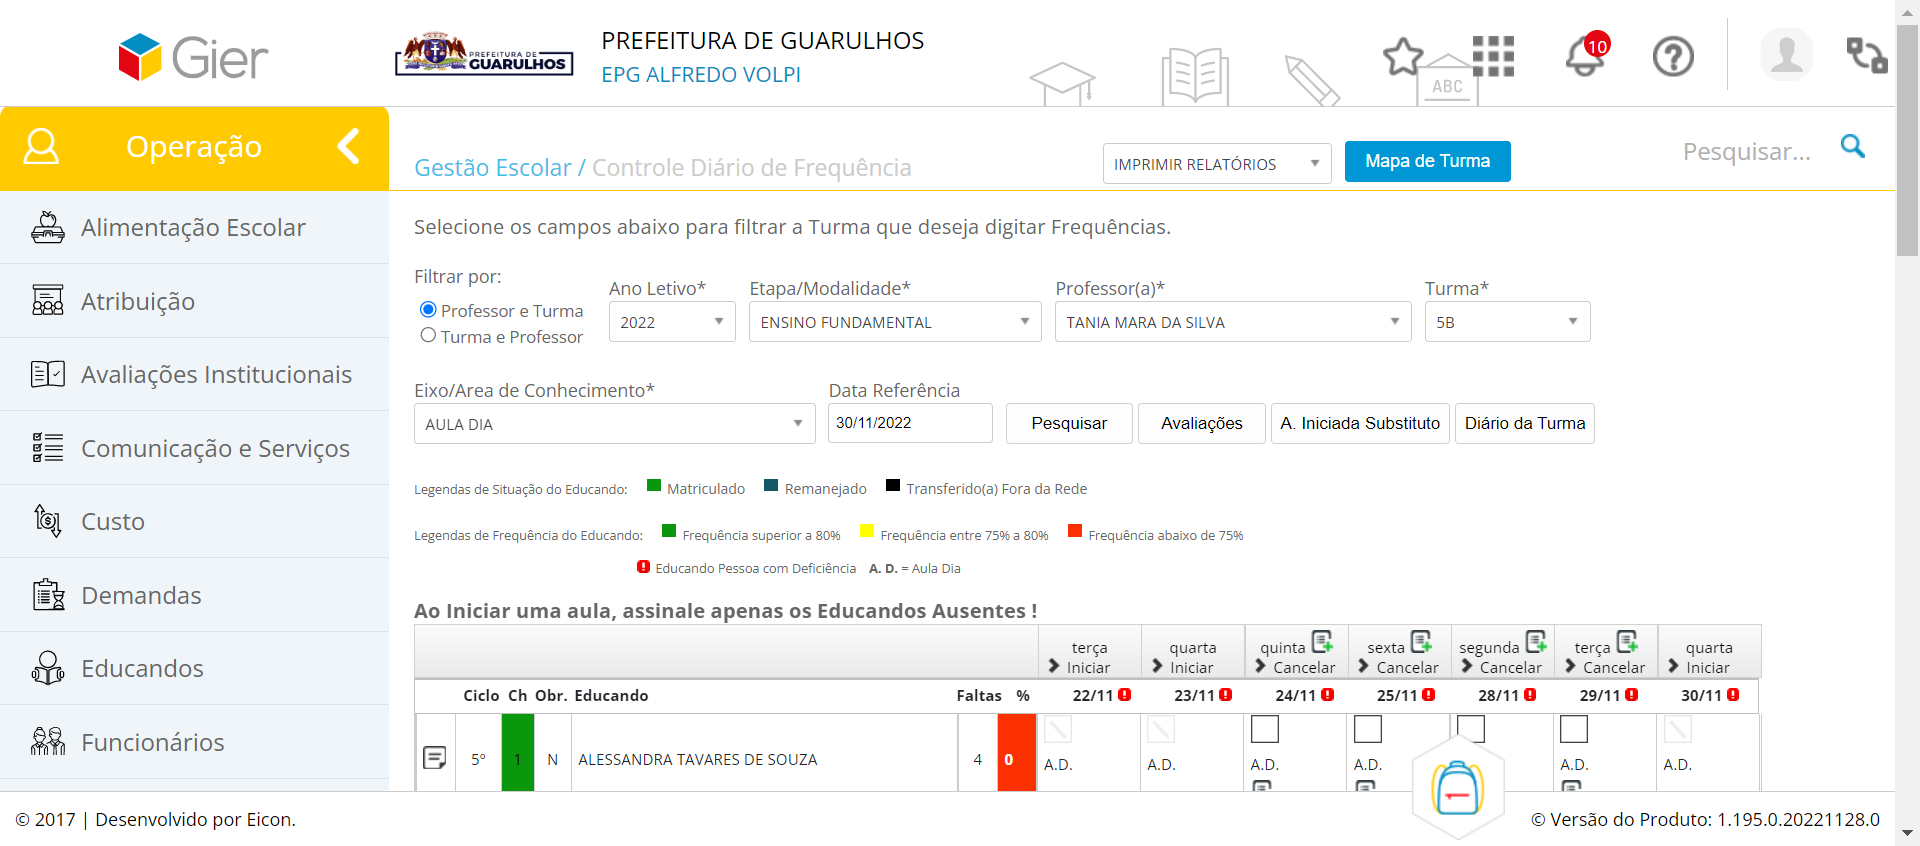 Gier
PREFEITURA DE
GUARULHOS
PREFEITURA DE GUARULHOS
EPG ALFREDO VOLPI
ABC
10
Operação
Gestão Escolar / Controle Diário de Frequência
IMPRIMIR RELATÓRIOS
Mapa de Turma
Pesquisar...
Alimentação Escolar
Atribuição
Avaliações Institucionais
Comunicação e Serviços
Custo
Demandas
Educandos
Funcionários
Selecione os campos abaixo para filtrar a Turma que deseja digitar Frequências.
Filtrar por:
Professor e Turma
Turma e Professor
Ano Letivo*
2022
Etapa/Modalidade*
ENSINO FUNDAMENTAL
Professor(a)*
TANIA MARA DA SILVA
Turma*
5B
Eixo/Area de Conhecimento*
AULA DIA
Data Referência
30/11/2022
Pesquisar
Avaliações
A. Iniciada Substituto
Diário da Turma
Legendas de Situação do Educando: Matriculado Remanejado Transferido(a) Fora da Rede
Legendas de Frequência do Educando: Frequência superior a 80% Frequência entre 75% a 80% Frequência abaixo de 75%
Educando Pessoa com Deficiência A. D. = Aula Dia
Ao Iniciar uma aula, assinale apenas os Educandos Ausentes !
terça quarta quinta sexta segunda terça quarta
Iniciar Iniciar Cancelar Cancelar Cancelar Cancelar Iniciar
Ciclo Ch Obr. Educando Faltas % 22/11 23/11 24/11 25/11 28/11 29/11 30/11
5º 1 N ALESSANDRA TAVARES DE SOUZA 4 0 A.D. A.D. A.D. A.D. A.D. A.D.
© 2017 | Desenvolvido por Eicon.
© Versão do Produto: 1.195.0.20221128.0